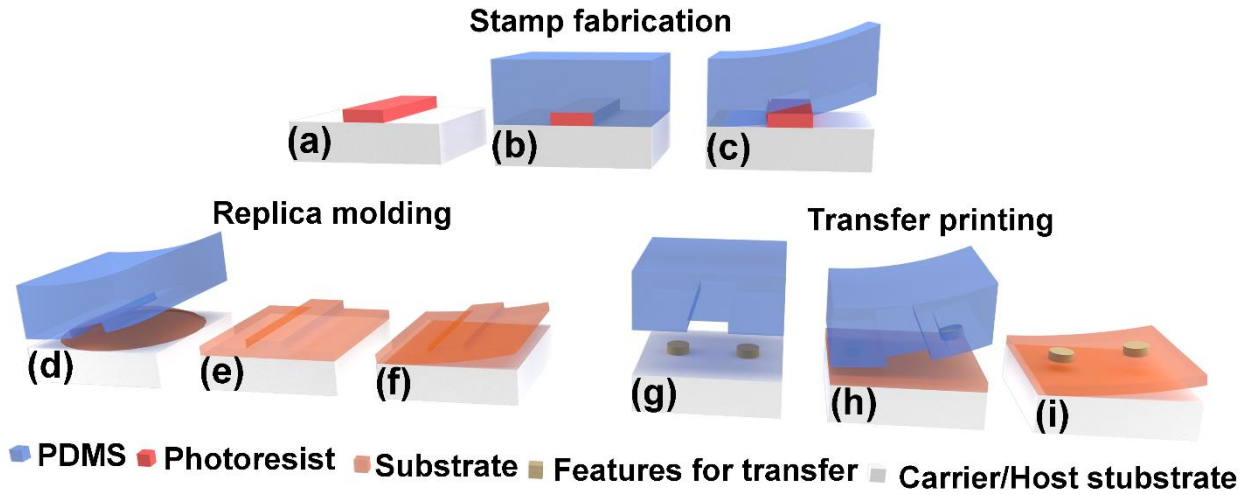 Stamp fabrication
(a) (b) (c)
Replica molding
Transfer printing
(d) (e) (f) (g) (h) (i)
PDMS Photoresist Substrate Features for transfer Carrier/Host stubstrate